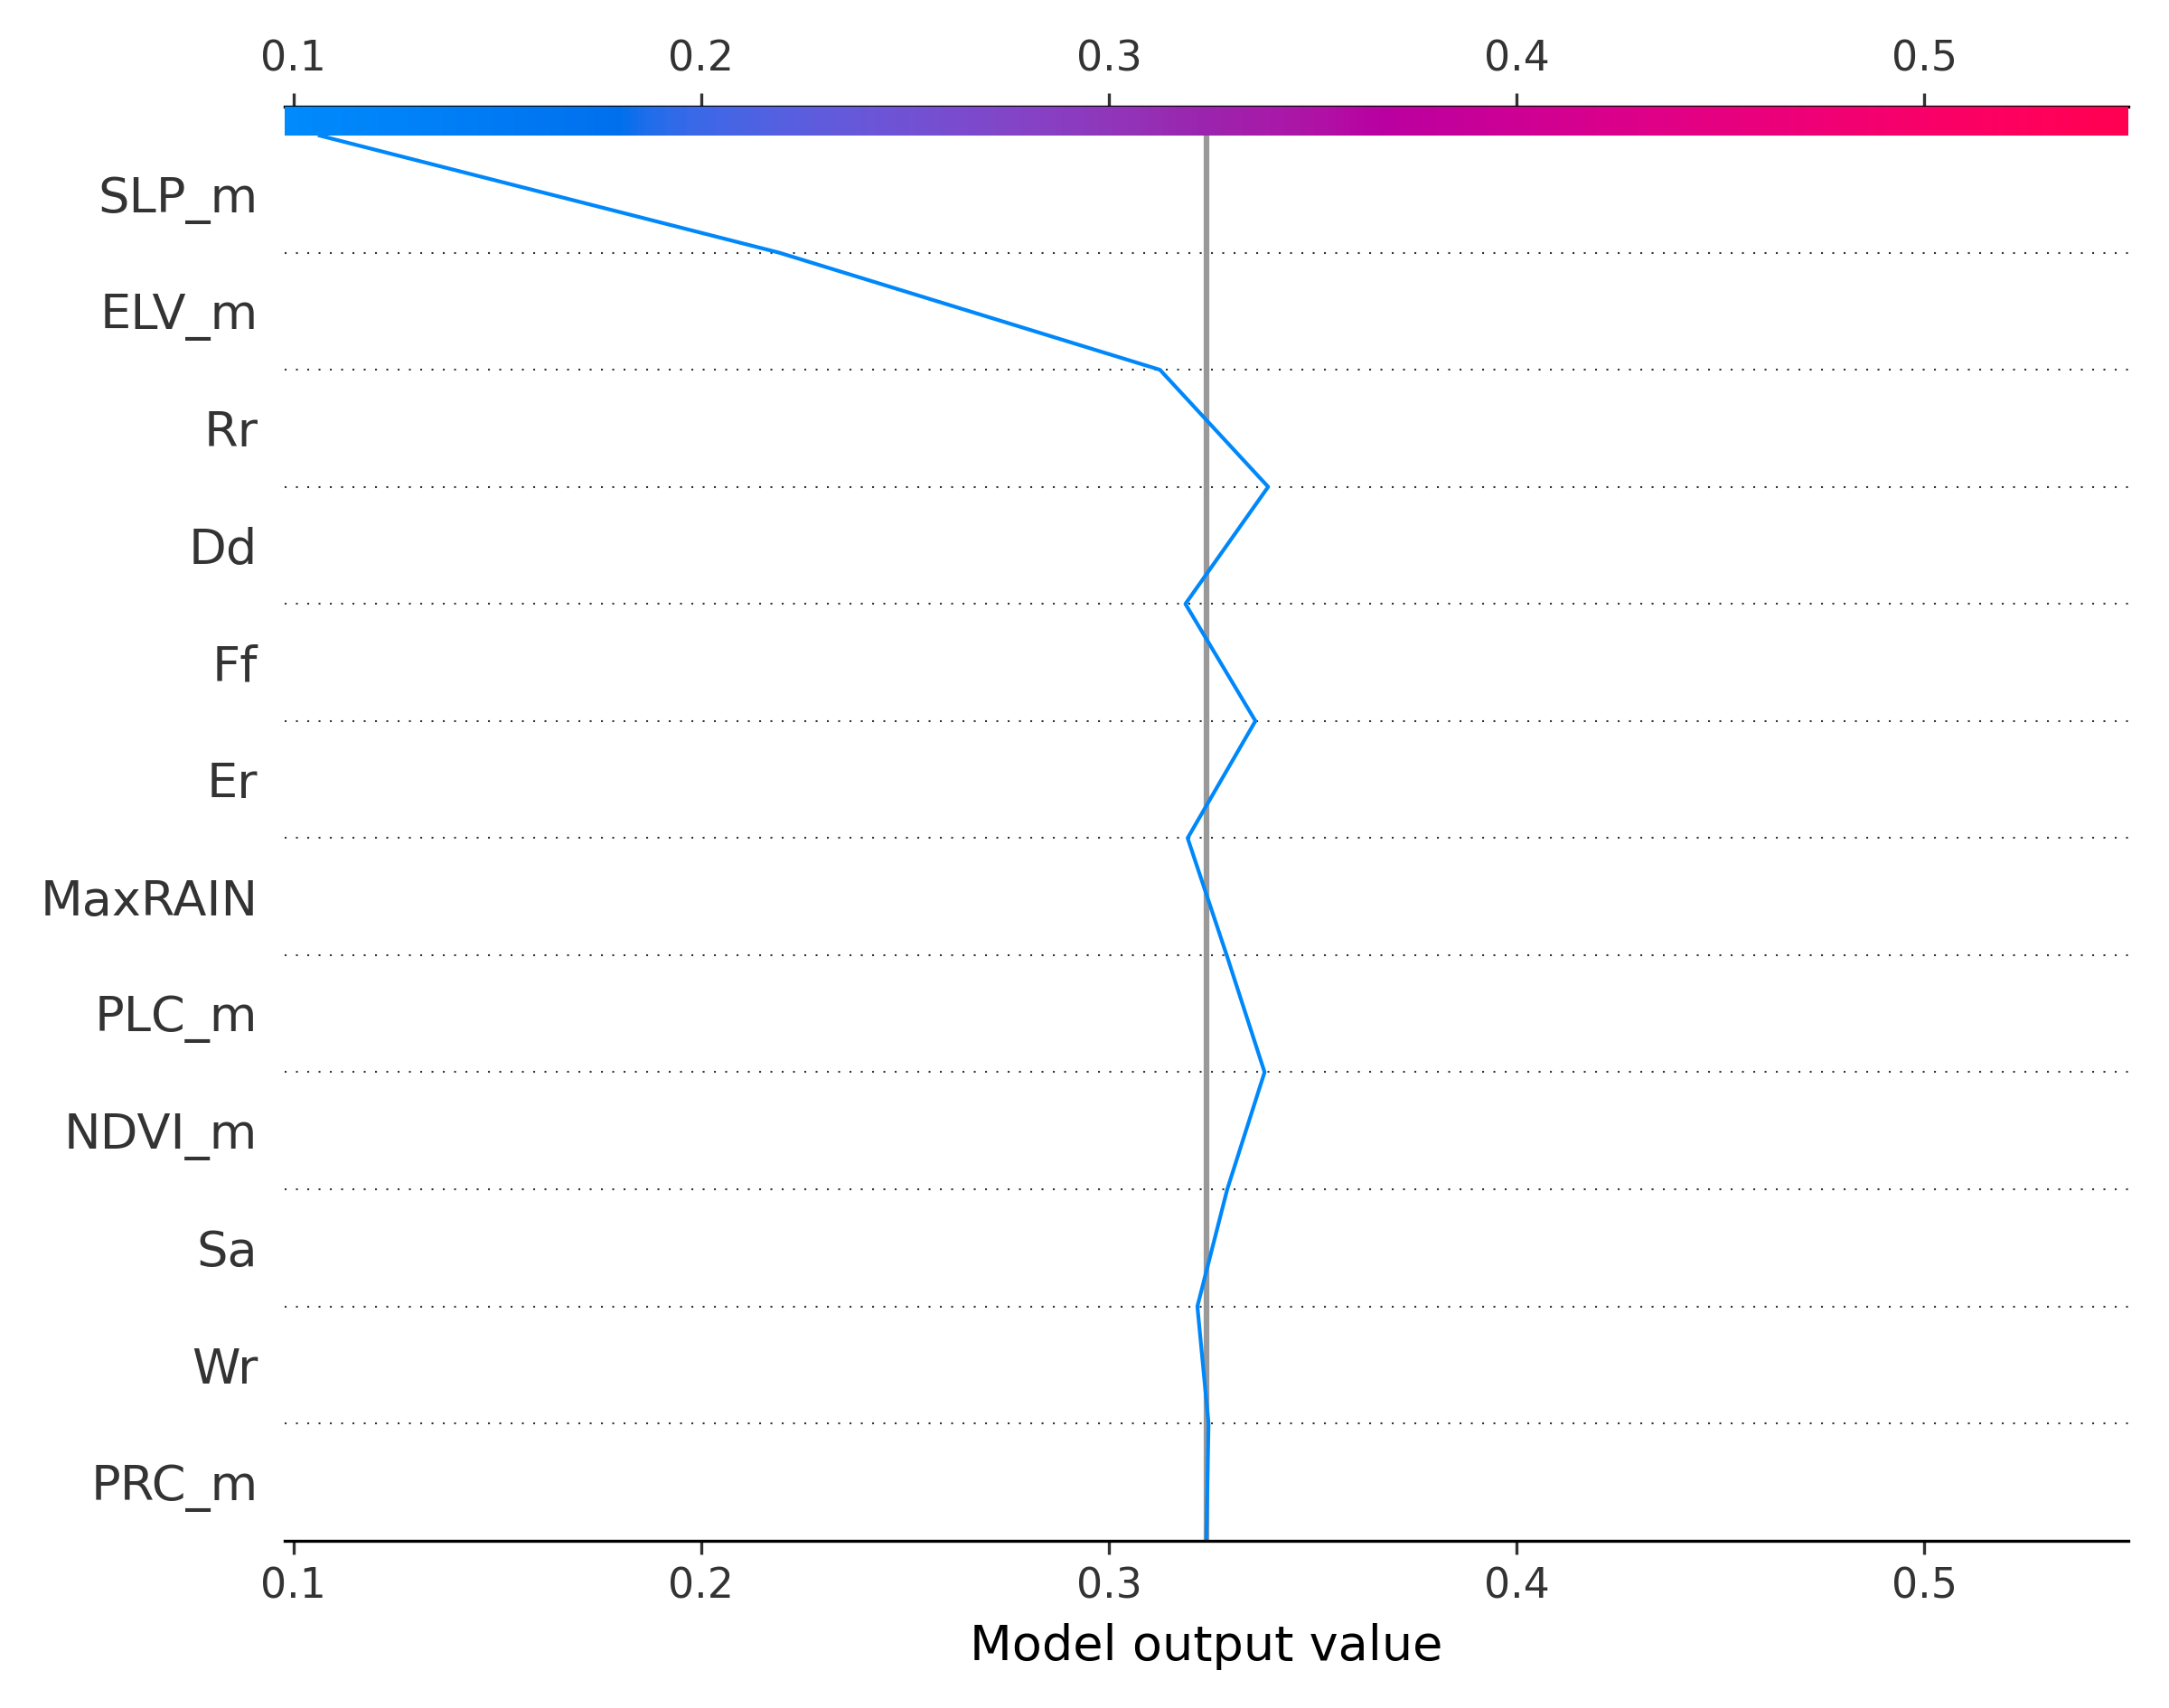 0.1 0.2 0.3 0.4 0.5
SLP_m
ELV_m
Rr
Dd
Ff
Er
MaxRAIN
PLC_m
NDVI_m
Sa
Wr
PRC_m
0.1 0.2 0.3 0.4 0.5
Model output value